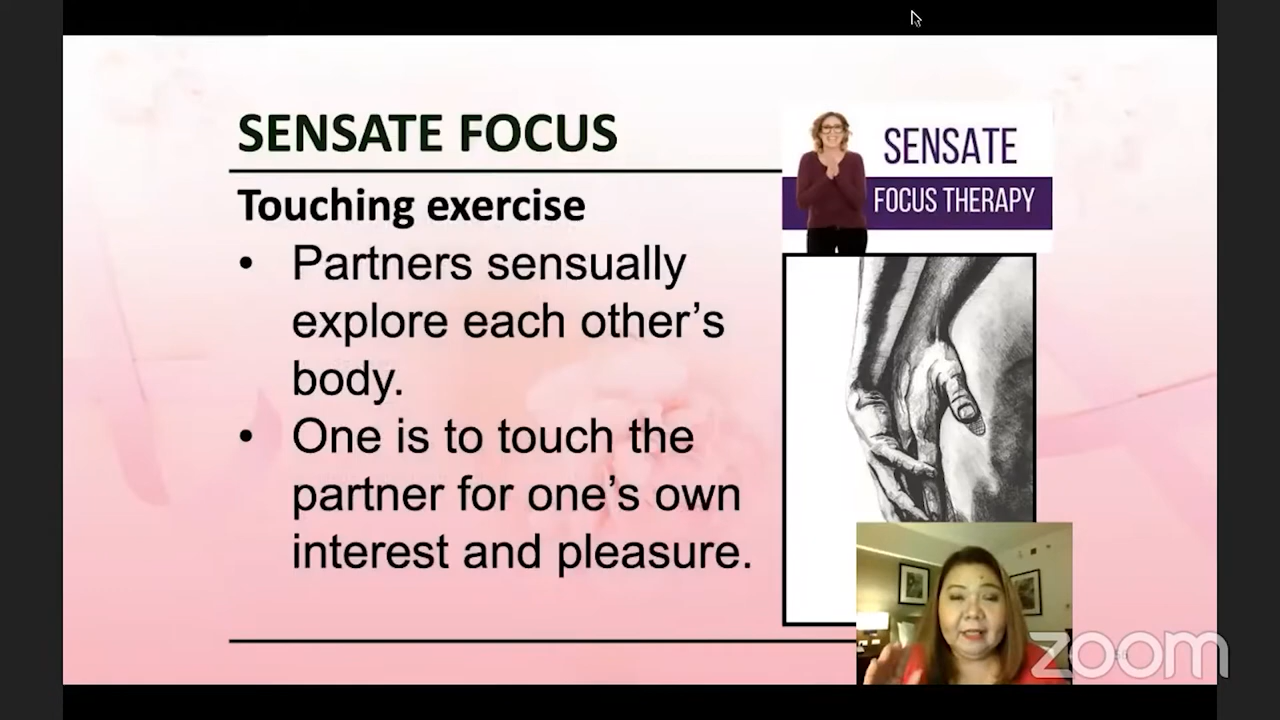 SENSATE FOCUS
Touching exercise
• Partners sensually
explore each other’s
body.
• One is to touch the
partner for one’s own
interest and pleasure.
SENSATE
FOCUS THERAPY
zoom